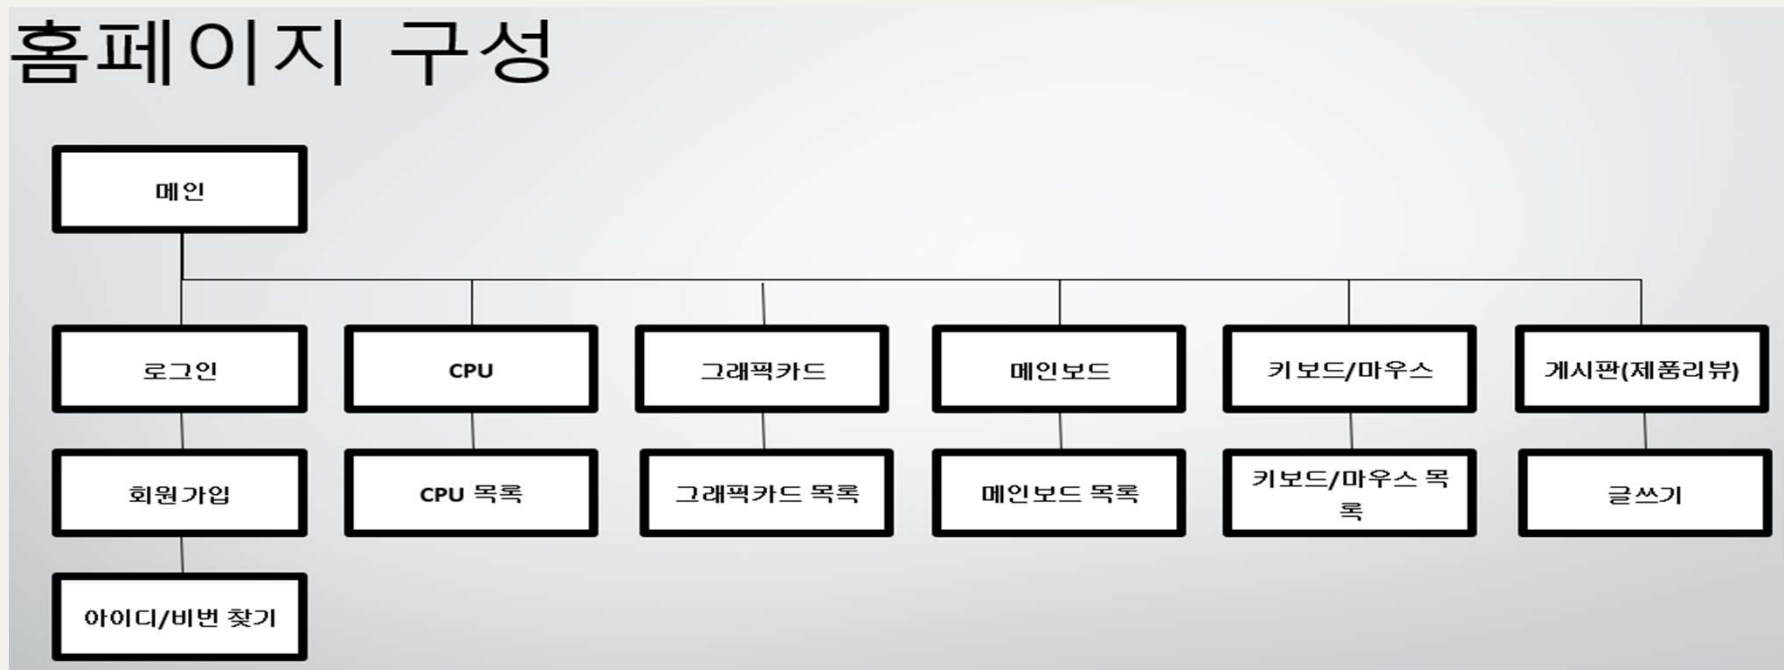 홈페이지 구성
메인
로그인
CPU
그래픽카드
메인보드
키보드/마우스
게시판(제품리뷰)
회원가입
CPU 목록
그래픽카드 목록
메인보드 목록
키보드/마우스 목
록
글쓰기
아이디/비번 찾기